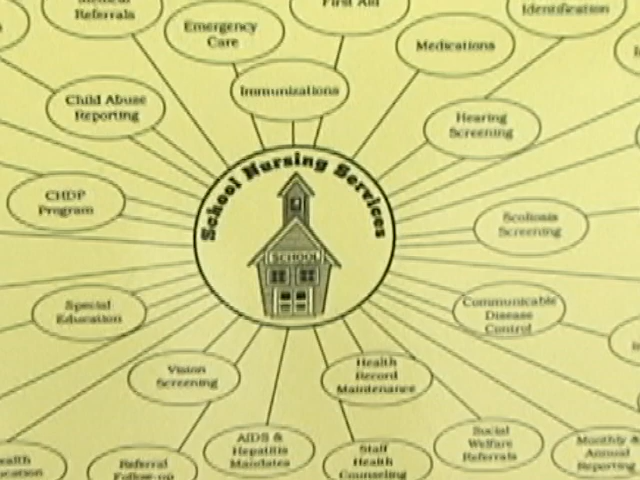 Referrals
Emergency
Care
First Aid
Medications
Identification
Immunizations
Child Abuse
Reporting
Hearing
Screening
School Nursing Services
CHDP
Program
SCHOOL
Scoliosis
Screening
Special
Education
Communicable
Disease
Control
Vision
Screening
Health
Record
Maintenance
AIDS &
Hepatitis
Mandates
Staff
Health
Counseling
Social
Welfare
Referrals
Monthly &
Annual
Reporting
Referral
Follow-up